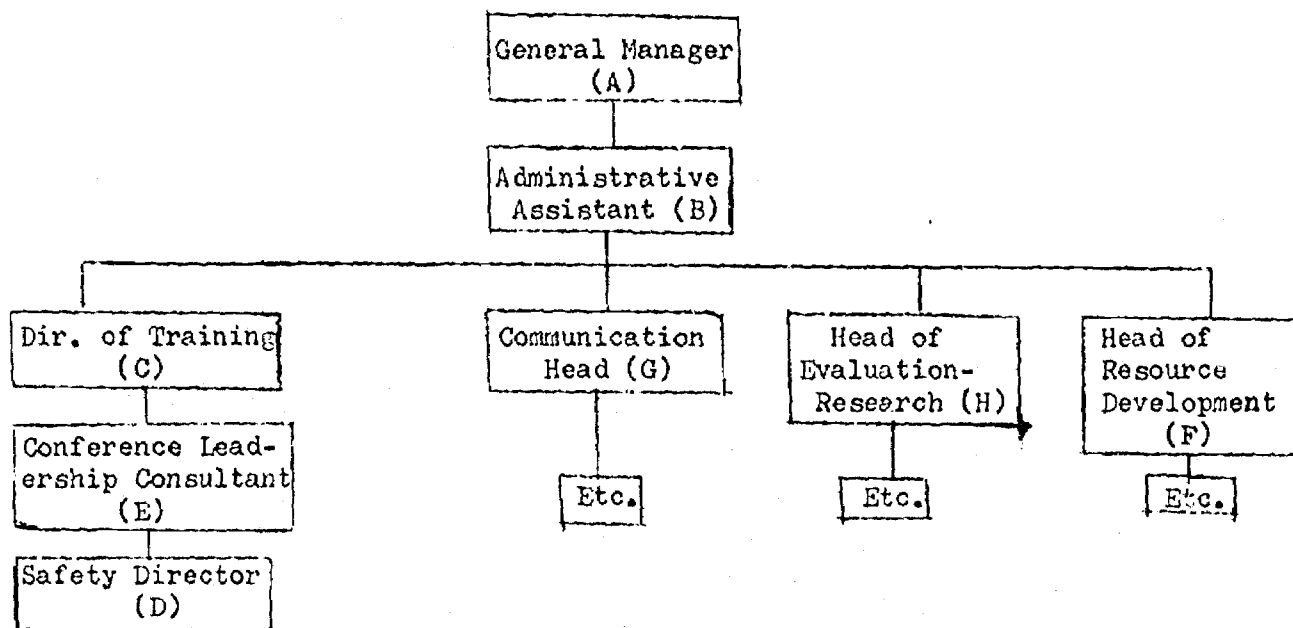 General Manager
(A)
Administrative
Assistant (B)
Dir. of Training
(C)
Communication
Head (G)
Head of
Evaluation-
Research (H)
Head of
Resource
Development
(F)
Conference Lead-
ership Consultant
(E)
Etc.
Etc.
Etc.
Safety Director
(D)